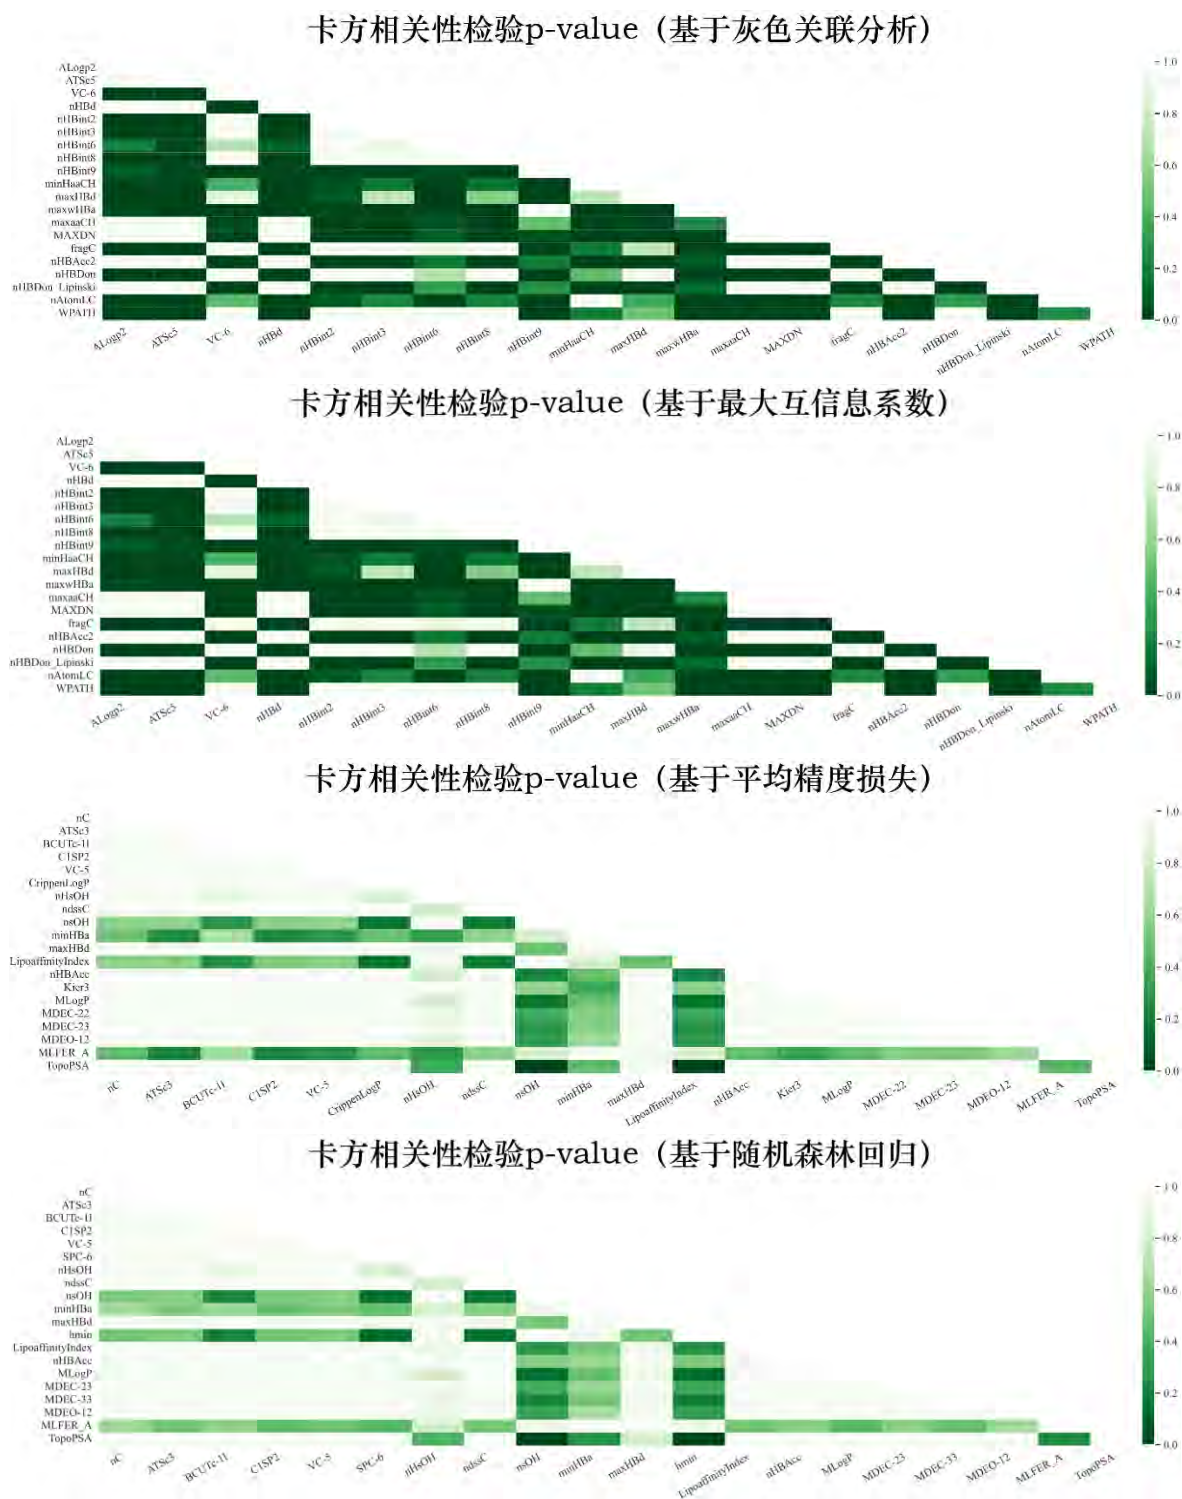 卡方相关性检验p-value（基于灰色关联分析）
ALogp2
ATSc5
VC-6
nHBd
nHBint2
nHBint3
nHBint6
nHBint8
nHBint9
minHaaCH
maxHBd
maxwHBa
maxaaCH
MAXDN
fragC
nHBAcc2
nHBDon
nHBDon_Lipinski
nAtomLC
WPATH
1.0
0.8
0.6
0.4
0.2
0.0
ALogp2 ATSc5 VC-6 nHBd nHBint2 nHBint3 nHBint6 nHBint8 nHBint9 minHaaCH maxHBd maxwHBa maxaaCH MAXDN fragC nHBAcc2 nHBDon nHBDon_Lipinski nAtomLC WPATH
卡方相关性检验p-value（基于最大互信息系数）
ALogp2
ATSc5
VC-6
nHBd
nHBint2
nHBint3
nHBint6
nHBint8
nHBint9
minHaaCH
maxHBd
maxwHBa
maxaaCH
MAXDN
fragC
nHBAcc2
nHBDon
nHBDon_Lipinski
nAtomLC
WPATH
1.0
0.8
0.6
0.4
0.2
0.0
ALogp2 ATSc5 VC-6 nHBd nHBint2 nHBint3 nHBint6 nHBint8 nHBint9 minHaaCH maxHBd maxwHBa maxaaCH MAXDN fragC nHBAcc2 nHBDon nHBDon_Lipinski nAtomLC WPATH
卡方相关性检验p-value（基于平均精度损失）
nC
ATSc3
BCUTc-1l
C1SP2
VC-5
CrippenLogP
nHsOH
ndssC
nsOH
minHBa
maxHBd
LipoaffinityIndex
nHBAcc
Kier3
MLogP
MDEC-22
MDEC-23
MDEO-12
MLFER_A
TopoPSA
1.0
0.8
0.6
0.4
0.2
0.0
nC ATSc3 BCUTc-1l C1SP2 VC-5 CrippenLogP nHsOH ndssC nsOH minHBa maxHBd LipoaffinityIndex nHBAcc Kier3 MLogP MDEC-22 MDEC-23 MDEO-12 MLFER_A TopoPSA
卡方相关性检验p-value（基于随机森林回归）
nC
ATSc3
BCUTc-1l
C1SP2
VC-5
SPC-6
nHsOH
ndssC
nsOH
minHBa
maxHBd
hmin
LipoaffinityIndex
nHBAcc
MLogP
MDEC-23
MDEC-33
MDEO-12
MLFER_A
TopoPSA
1.0
0.8
0.6
0.4
0.2
0.0
nC ATSc3 BCUTc-1l C1SP2 VC-5 SPC-6 nHsOH ndssC nsOH minHBa maxHBd hmin LipoaffinityIndex nHBAcc MLogP MDEC-23 MDEC-33 MDEO-12 MLFER_A TopoPSA